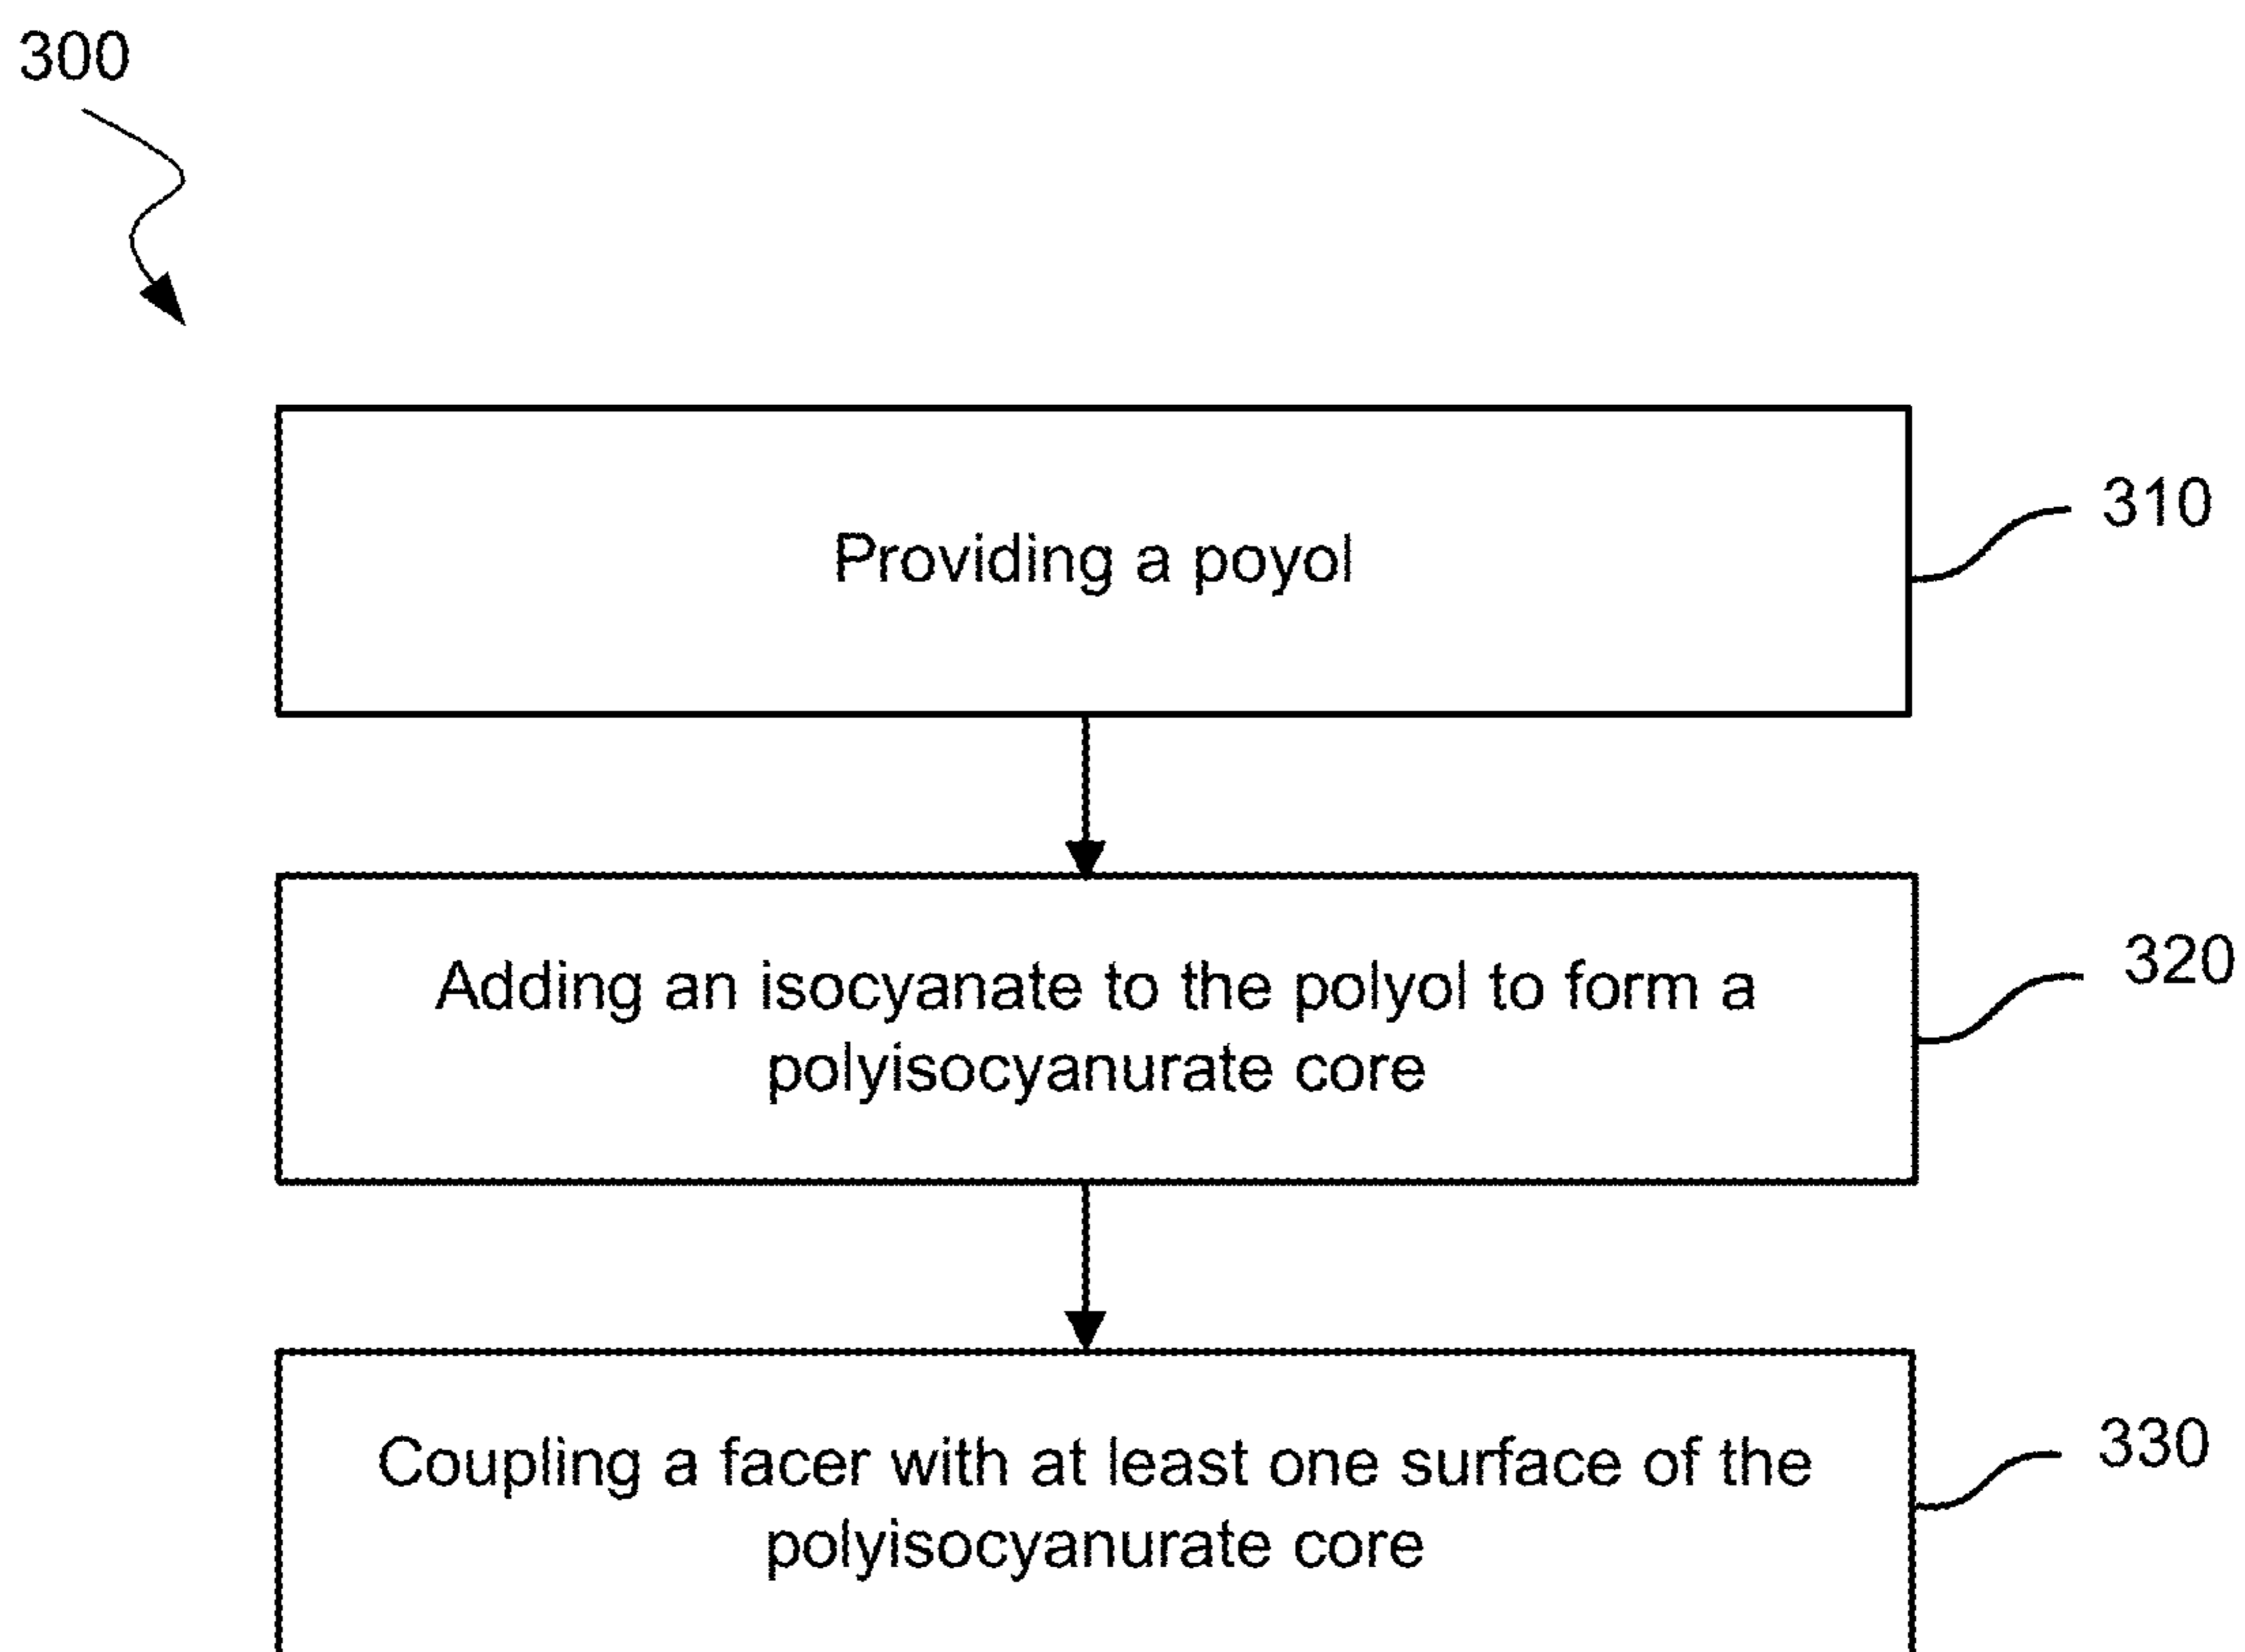 300
Providing a poyol
310
Adding an isocyanate to the polyol to form a
polyisocyanurate core
320
Coupling a facer with at least one surface of the
polyisocyanurate core
330